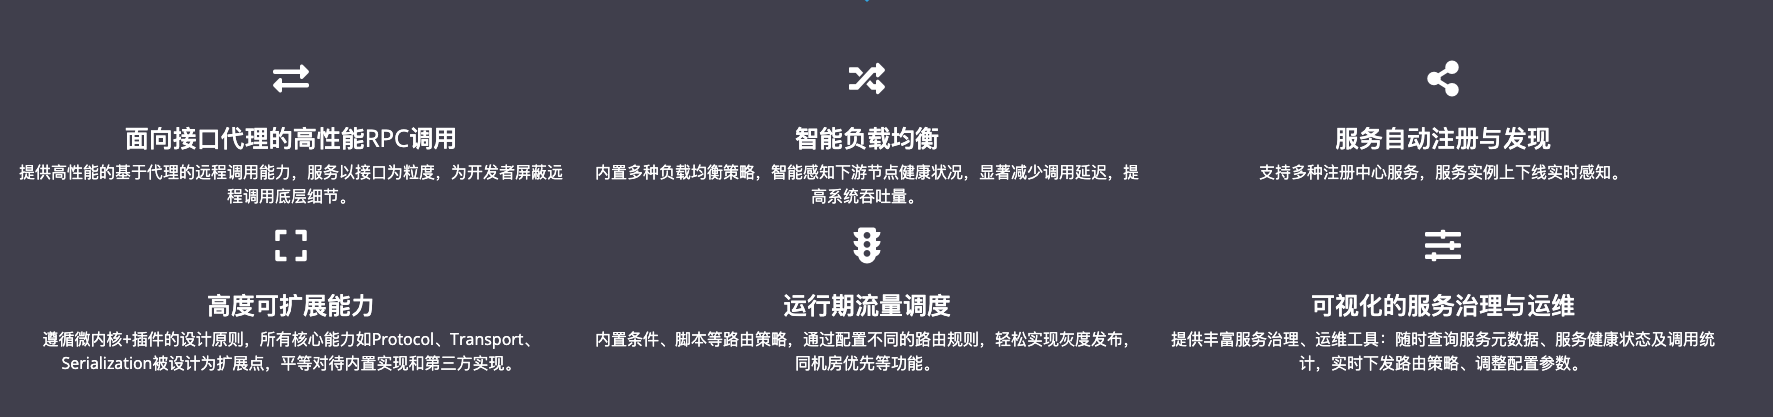 面向接口代理的高性能RPC调用
提供高性能的基于代理的远程调用能力，服务以接口为粒度，为开发者屏蔽远
程调用底层细节。
智能负载均衡
内置多种负载均衡策略，智能感知下游节点健康状况，显著减少调用延迟，提
高系统吞吐量。
服务自动注册与发现
支持多种注册中心服务，服务实例上下线实时感知。
高度可扩展能力
遵循微内核+插件的设计原则，所有核心能力如Protocol、Transport、
Serialization被设计为扩展点，平等对待内置实现和第三方实现。
运行期流量调度
内置条件、脚本等路由策略，通过配置不同的路由规则，轻松实现灰度发布，
同机房优先等功能。
可视化的服务治理与运维
提供丰富服务治理、运维工具：随时查询服务元数据、服务健康状态及调用统
计，实时下发路由策略、调整配置参数。